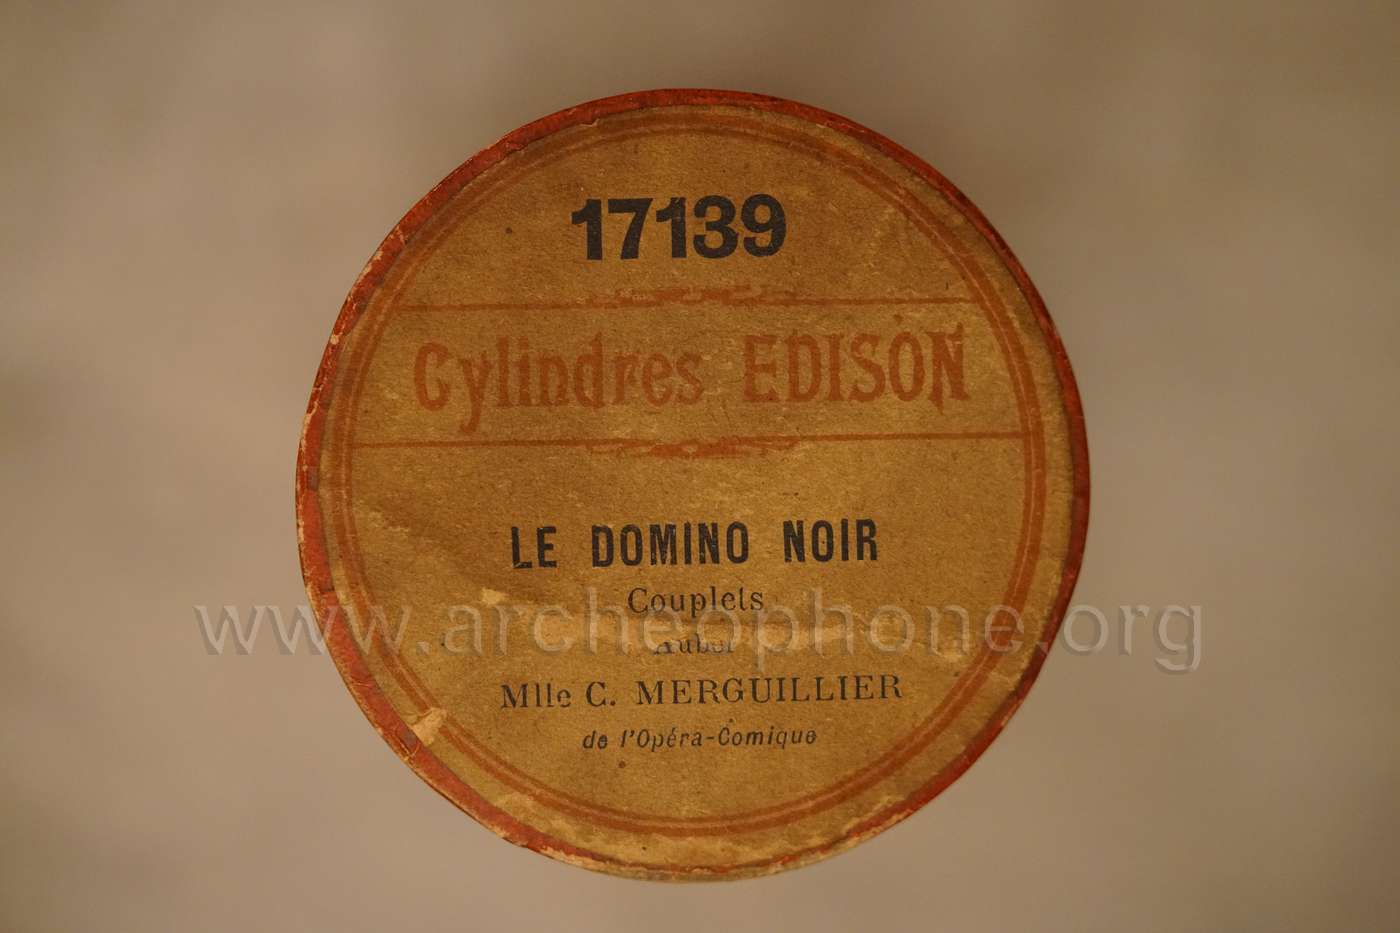 17139
Cylindres EDISON
LE DOMINO NOIR
Couplets
www.archeophone.org
Auber
Mlle C. MERGUILLIER
de l'Opéra-Comique